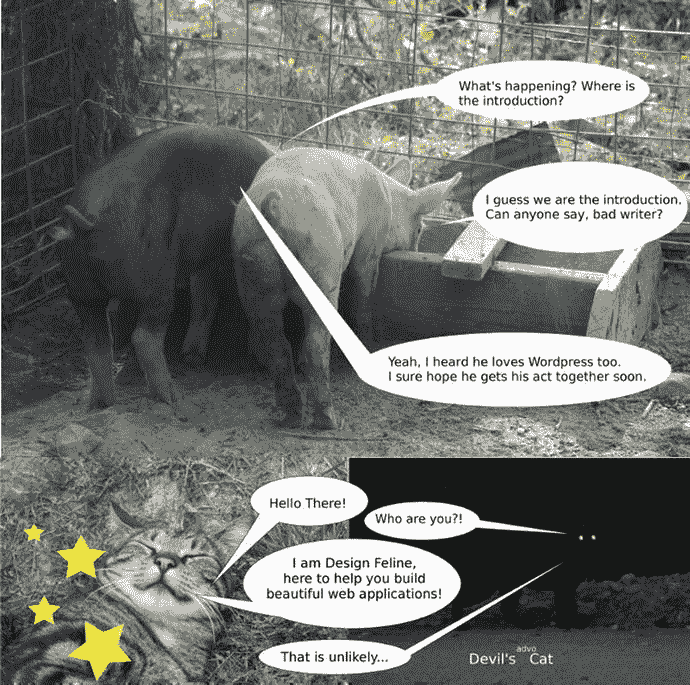 What's happening? Where is
the introduction?
I guess we are the introduction.
Can anyone say, bad writer?
Yeah, I heard he loves Wordpress too.
I sure hope he gets his act together soon.
Hello There!
Who are you?!
I am Design Feline,
here to help you build
beautiful web applications!
That is unlikely...
Devil's advo Cat